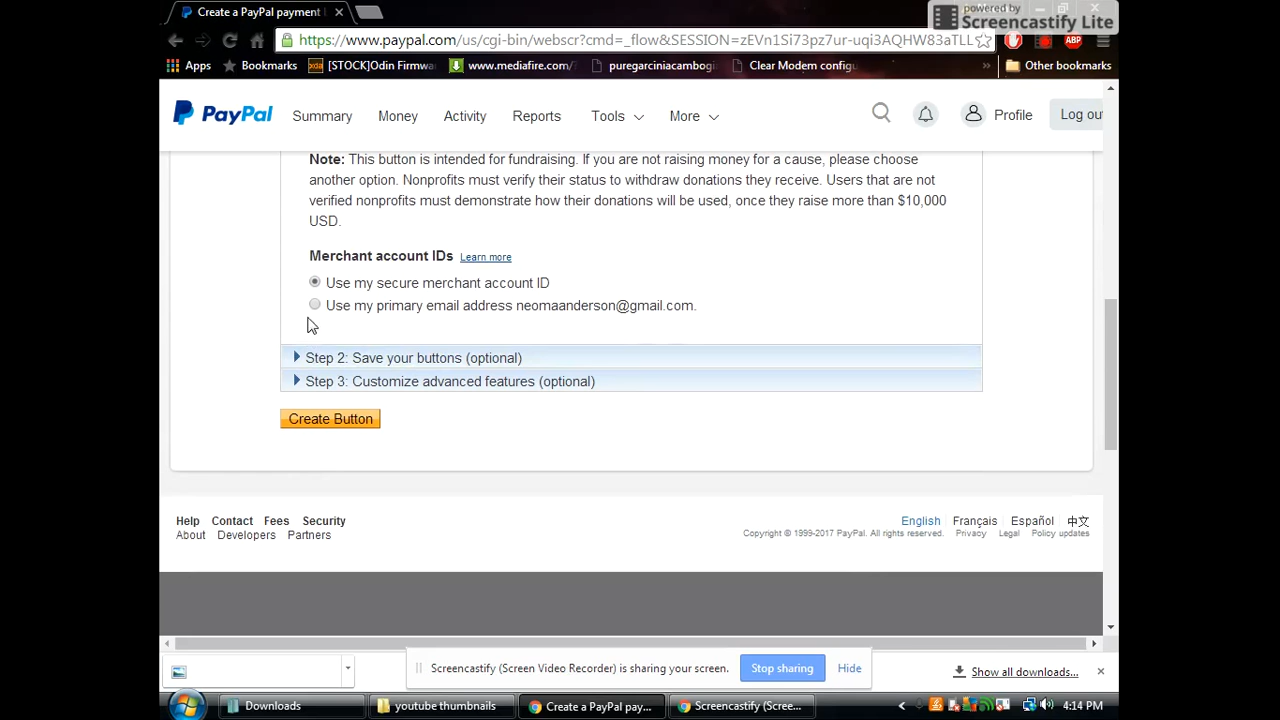 Create a PayPal payment
powered by
Screencastify Lite
https://www.paypal.com/us/cgi-bin/webscr?cmd=_flow&SESSION=zEVn1Si73pz7ur-uqi3AQHW83aTLL
ABP
Apps
Bookmarks
xda
[STOCK]Odin Firmwa
www.mediafire.com/
puregarciniacambogi
Clear Modem configu
»
Other bookmarks
PayPal
Summary
Money
Activity
Reports
Tools
More
Profile
Log out
Note: This button is intended for fundraising. If you are not raising money for a cause, please choose
another option. Nonprofits must verify their status to withdraw donations they receive. Users that are not
verified nonprofits must demonstrate how their donations will be used, once they raise more than $10,000
USD.
Merchant account IDs Learn more
Use my secure merchant account ID
Use my primary email address neomaanderson@gmail.com.
Step 2: Save your buttons (optional)
Step 3: Customize advanced features (optional)
Create Button
Help Contact Fees Security
About Developers Partners
English Français Español 中文
Copyright © 1999-2017 PayPal. All rights reserved. Privacy Legal Policy updates
Screencastify (Screen Video Recorder) is sharing your screen.
Stop sharing
Hide
Show all downloads...
Downloads
youtube thumbnails
Create a PayPal pay...
Screencastify (Scree...
4:14 PM